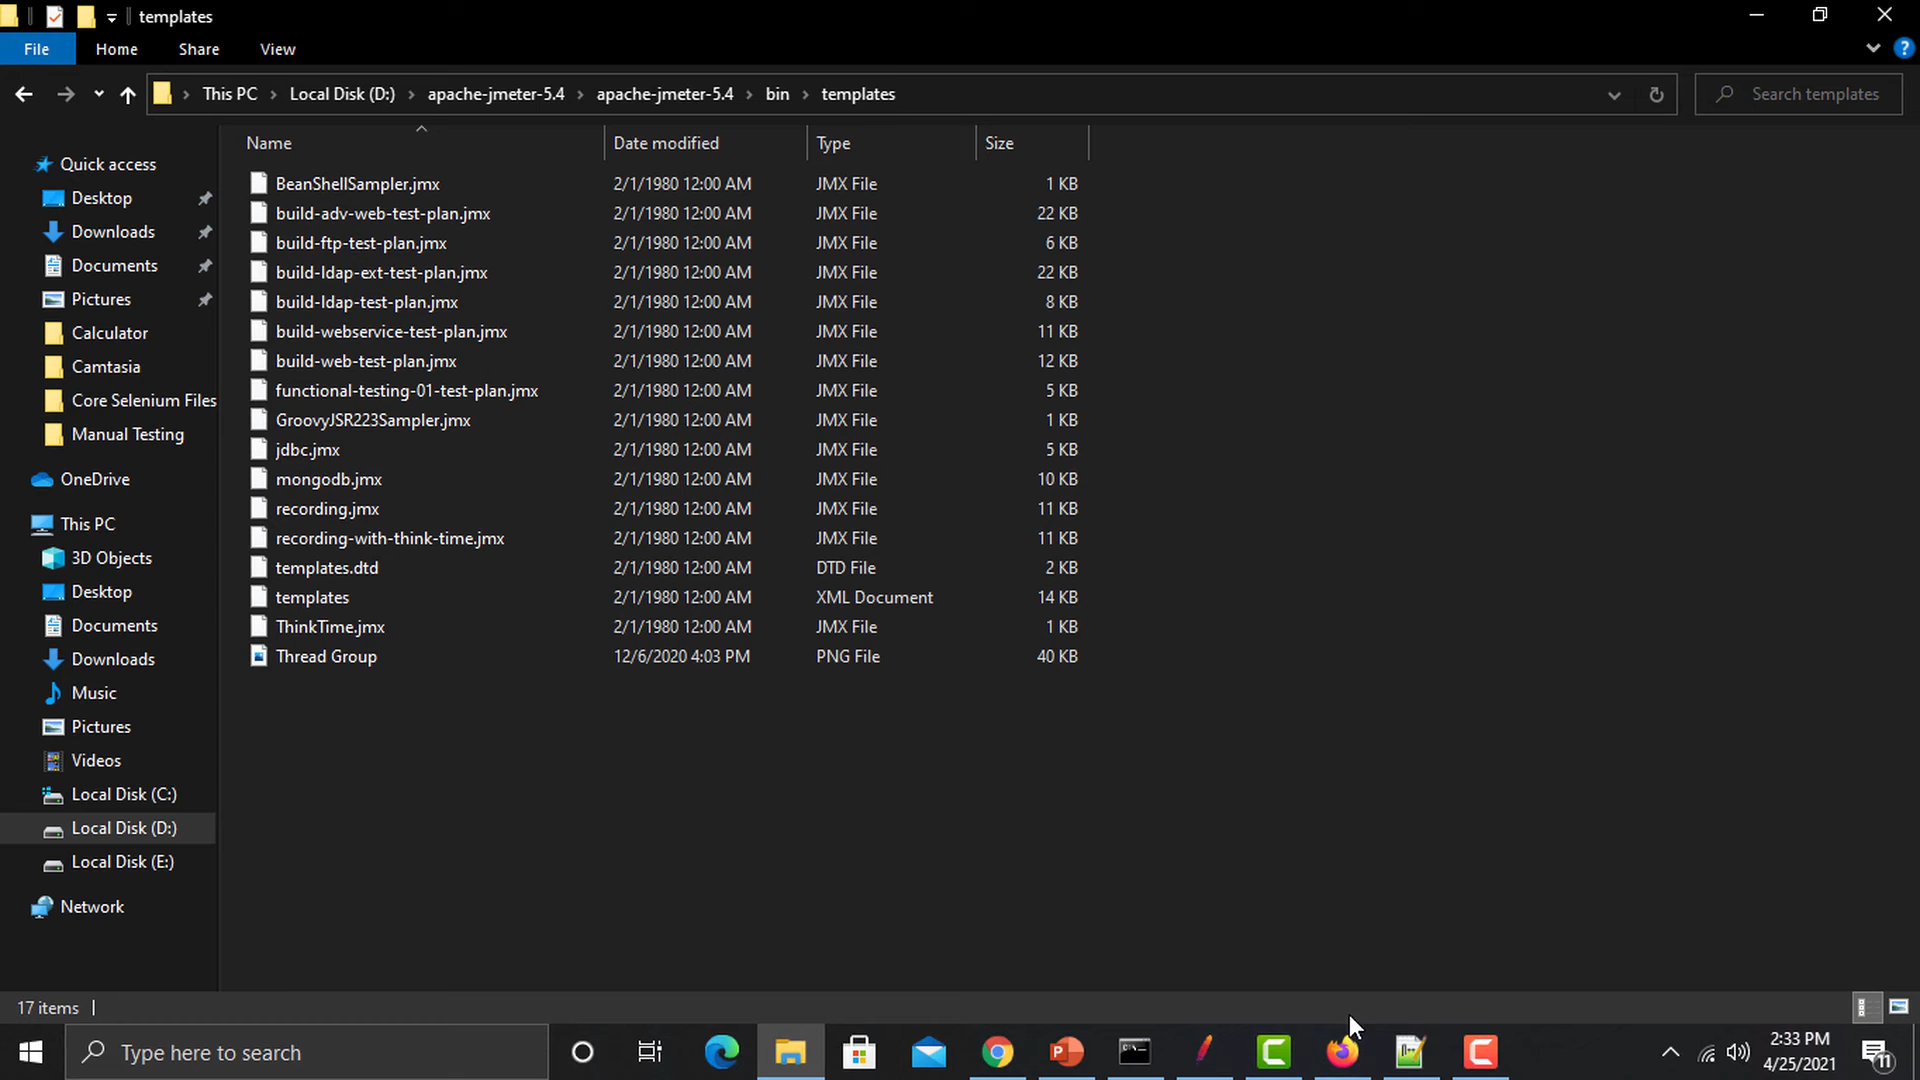 templates
File Home Share View
This PC Local Disk (D:) apache-jmeter-5.4 apache-jmeter-5.4 bin templates Search templates
Name Date modified Type Size
Quick access
Desktop
Downloads
Documents
Pictures
Calculator
Camtasia
Core Selenium Files
Manual Testing
OneDrive
This PC
3D Objects
Desktop
Documents
Downloads
Music
Pictures
Videos
Local Disk (C:)
Local Disk (D:)
Local Disk (E:)
Network
BeanShellSampler.jmx 2/1/1980 12:00 AM JMX File 1 KB
build-adv-web-test-plan.jmx 2/1/1980 12:00 AM JMX File 22 KB
build-ftp-test-plan.jmx 2/1/1980 12:00 AM JMX File 6 KB
build-ldap-ext-test-plan.jmx 2/1/1980 12:00 AM JMX File 22 KB
build-ldap-test-plan.jmx 2/1/1980 12:00 AM JMX File 8 KB
build-webservice-test-plan.jmx 2/1/1980 12:00 AM JMX File 11 KB
build-web-test-plan.jmx 2/1/1980 12:00 AM JMX File 12 KB
functional-testing-01-test-plan.jmx 2/1/1980 12:00 AM JMX File 5 KB
GroovyJSR223Sampler.jmx 2/1/1980 12:00 AM JMX File 1 KB
jdbc.jmx 2/1/1980 12:00 AM JMX File 5 KB
mongodb.jmx 2/1/1980 12:00 AM JMX File 10 KB
recording.jmx 2/1/1980 12:00 AM JMX File 11 KB
recording-with-think-time.jmx 2/1/1980 12:00 AM JMX File 11 KB
templates.dtd 2/1/1980 12:00 AM DTD File 2 KB
templates 2/1/1980 12:00 AM XML Document 14 KB
ThinkTime.jmx 2/1/1980 12:00 AM JMX File 1 KB
Thread Group 12/6/2020 4:03 PM PNG File 40 KB
17 items
Type here to search
2:33 PM
4/25/2021
11